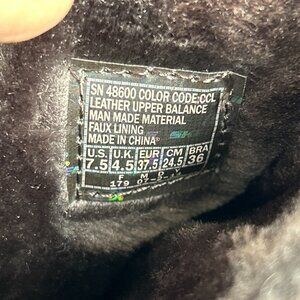 SN 48600 COLOR CODE:CCL
LEATHER UPPER BALANCE
MAN MADE MATERIAL
FAUX LINING
MADE IN CHINA
U.S. U.K. EUR CM BRA
7.5 4.5 37.5 24.5 36
F M D Y
179